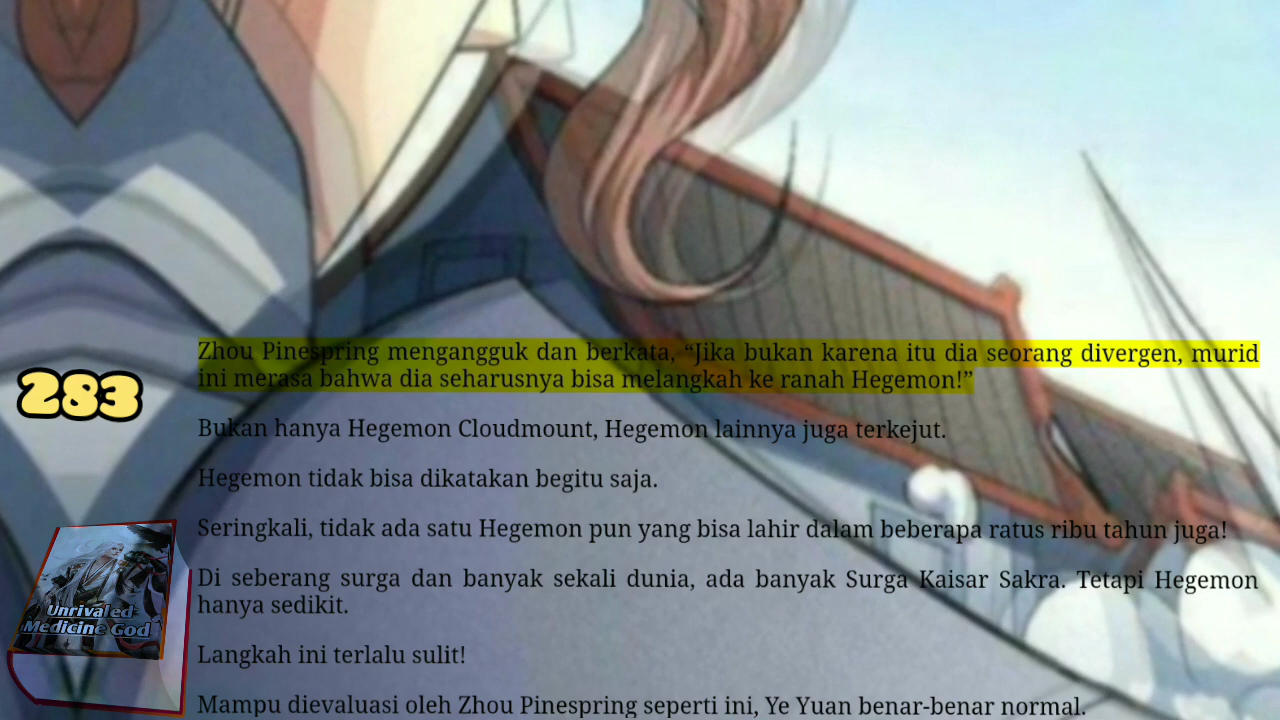 Zhou Pinespring mengangguk dan berkata, “Jika bukan karena itu dia seorang divergen, murid
ini merasa bahwa dia seharusnya bisa melangkah ke ranah Hegemon!”
283
Bukan hanya Hegemon Cloudmount, Hegemon lainnya juga terkejut.
Hegemon tidak bisa dikatakan begitu saja.
Seringkali, tidak ada satu Hegemon pun yang bisa lahir dalam beberapa ratus ribu tahun juga!
Di seberang surga dan banyak sekali dunia, ada banyak Surga Kaisar Sakra. Tetapi Hegemon
hanya sedikit.
Unrivaled
Medicine God
Langkah ini terlalu sulit!
Mampu dievaluasi oleh Zhou Pinespring seperti ini, Ye Yuan benar-benar normal.